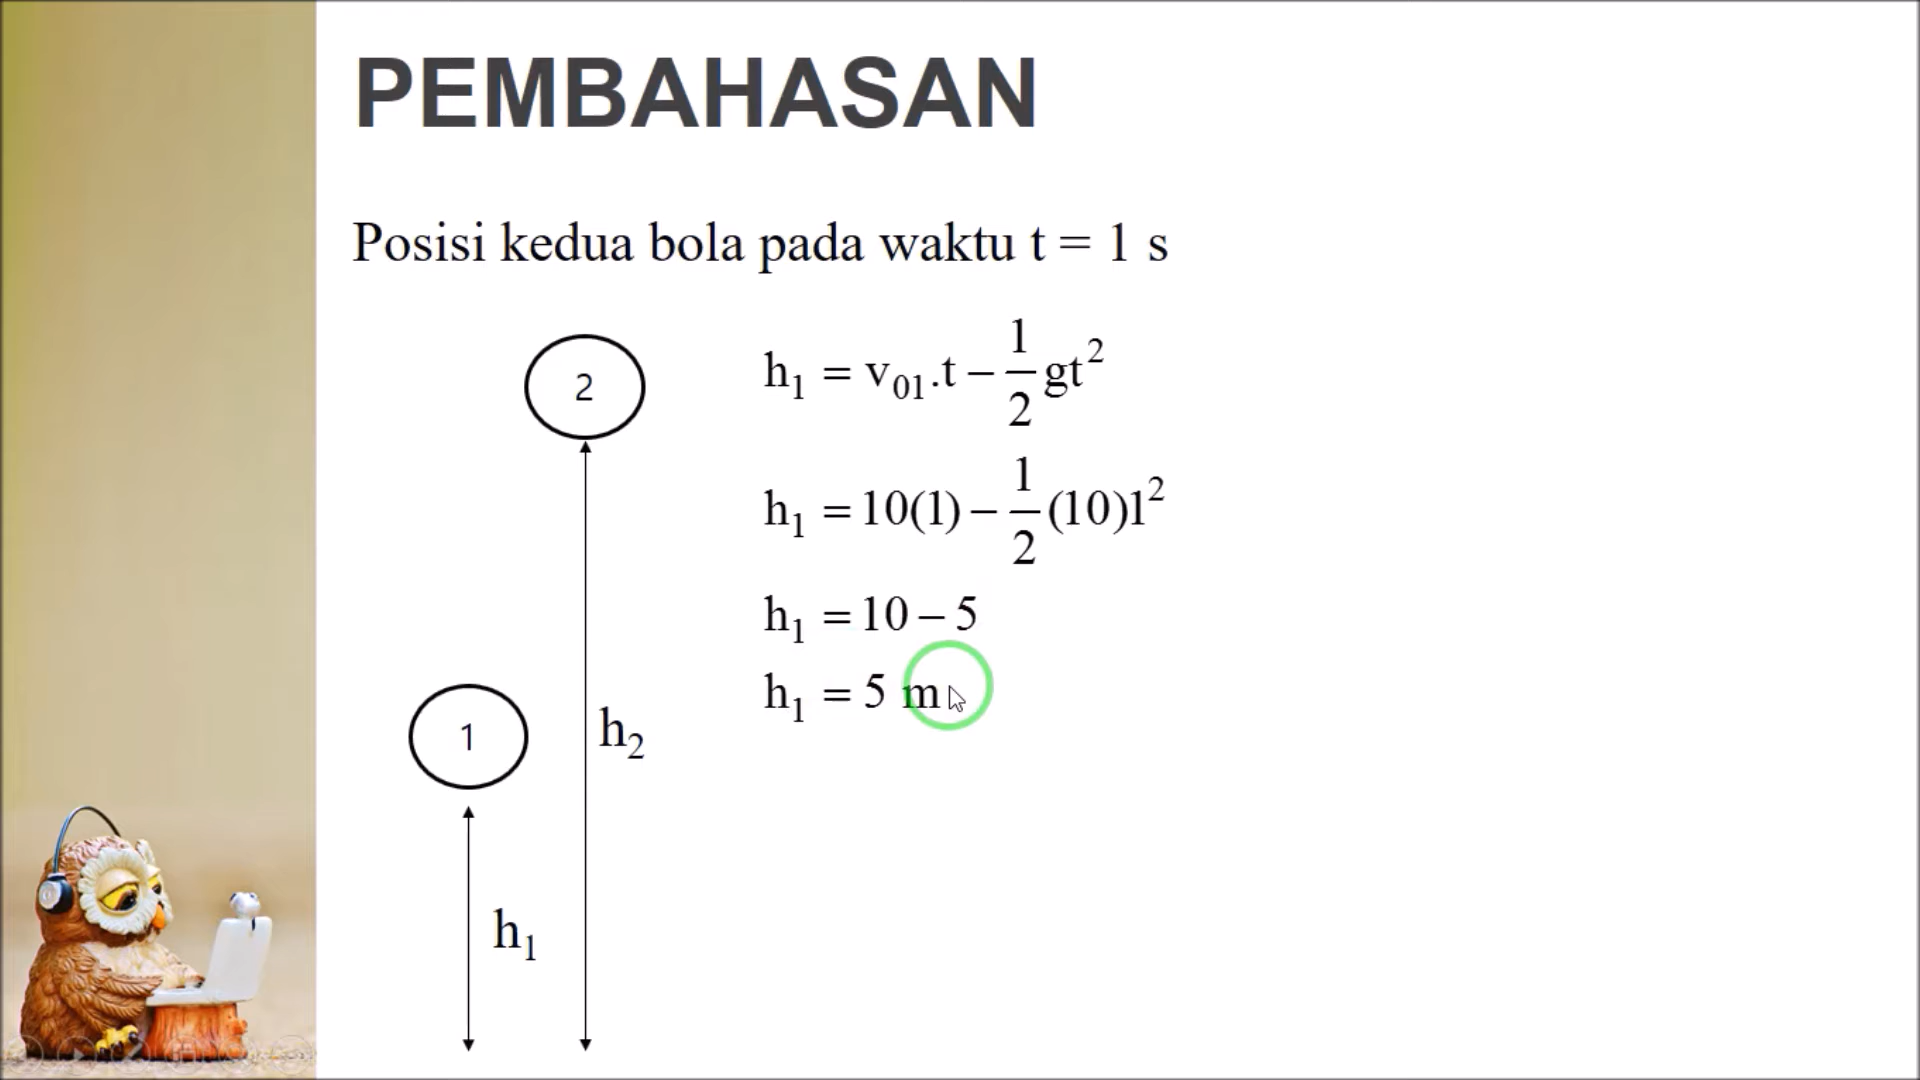 PEMBAHASAN
Posisi kedua bola pada waktu t = 1 s
2
h₁ = v₀₁.t − 1/2 gt²
h₁ = 10(1) − 1/2 (10)1²
h₁ = 10 − 5
h₁ = 5 m
1
h₂
h₁